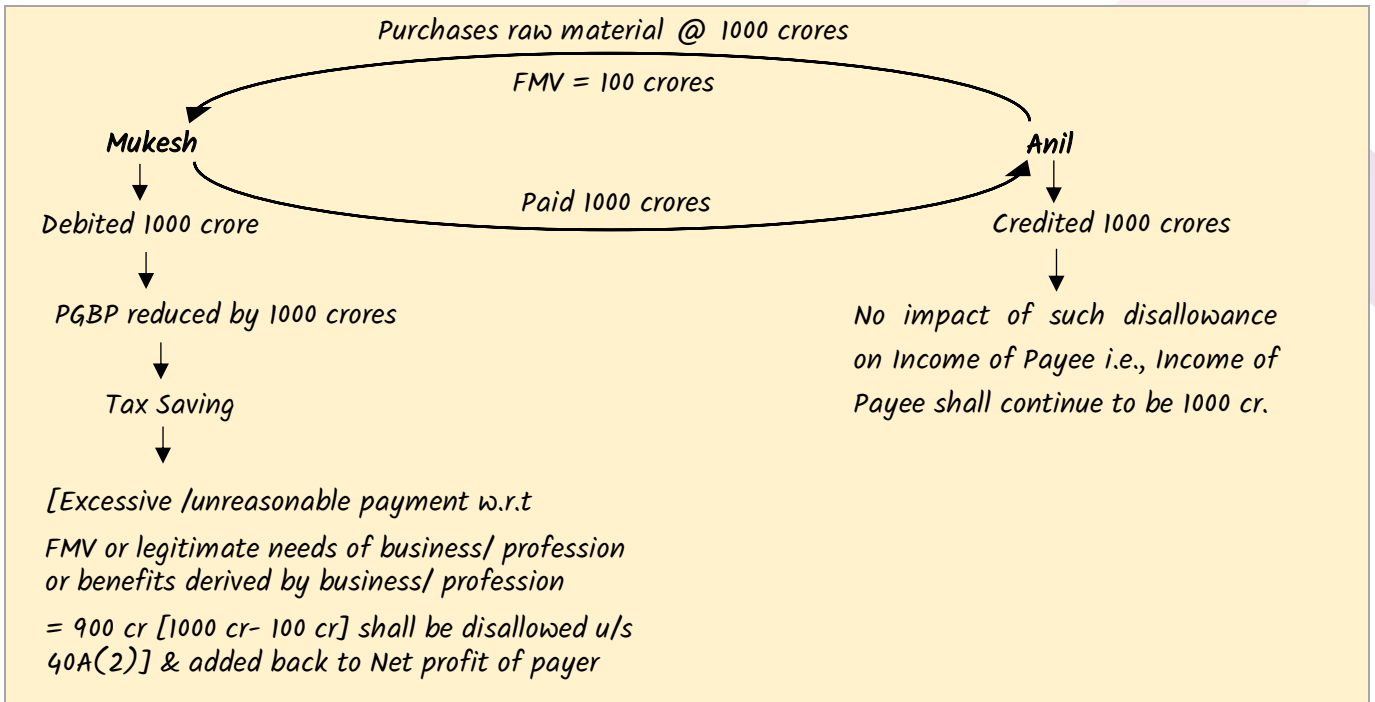 Purchases raw material @ 1000 crores
FMV = 100 crores
Mukesh
Anil
Paid 1000 crores
Debited 1000 crore
Credited 1000 crores
PGBP reduced by 1000 crores
No impact of such disallowance
on Income of Payee i.e., Income of
Payee shall continue to be 1000 cr.
Tax Saving
[Excessive /unreasonable payment w.r.t
FMV or legitimate needs of business/ profession
or benefits derived by business/ profession
= 900 cr [1000 cr- 100 cr] shall be disallowed u/s
40A(2)] & added back to Net profit of payer